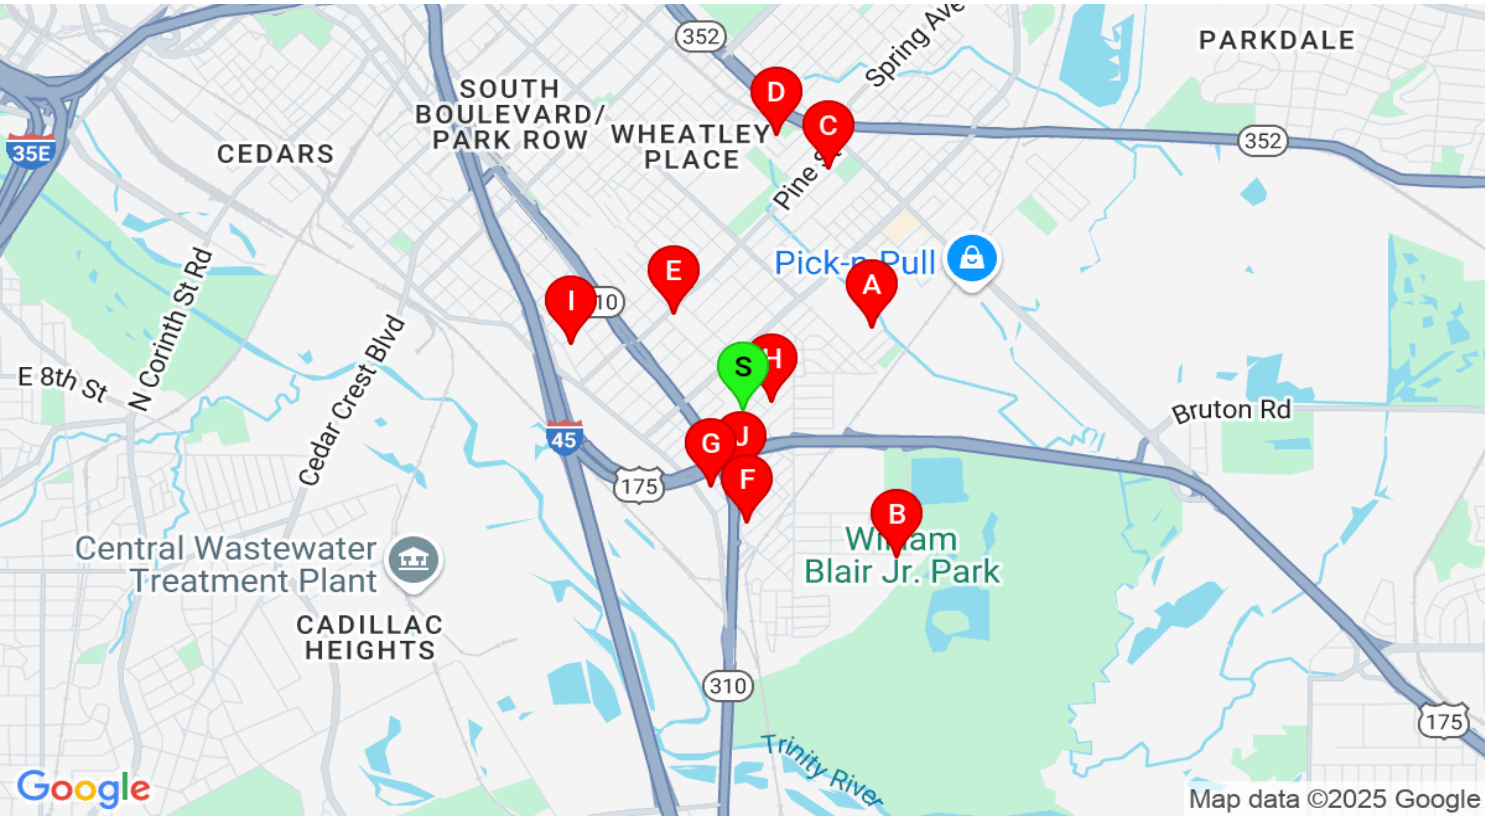 352
Spring Ave
PARKDALE
D
SOUTH
BOULEVARD/
PARK ROW
WHEATLEY
PLACE
C
352
35E
CEDARS
Pine St
Pick-n-Pull
E
A
I
10
N Corinth St Rd
Cedar Crest Blvd
E 8th St
S
H
Bruton Rd
45
G
J
175
F
B
William
Blair Jr. Park
Central Wastewater
Treatment Plant
CADILLAC
HEIGHTS
310
175
Trinity River
Google
Map data ©2025 Google